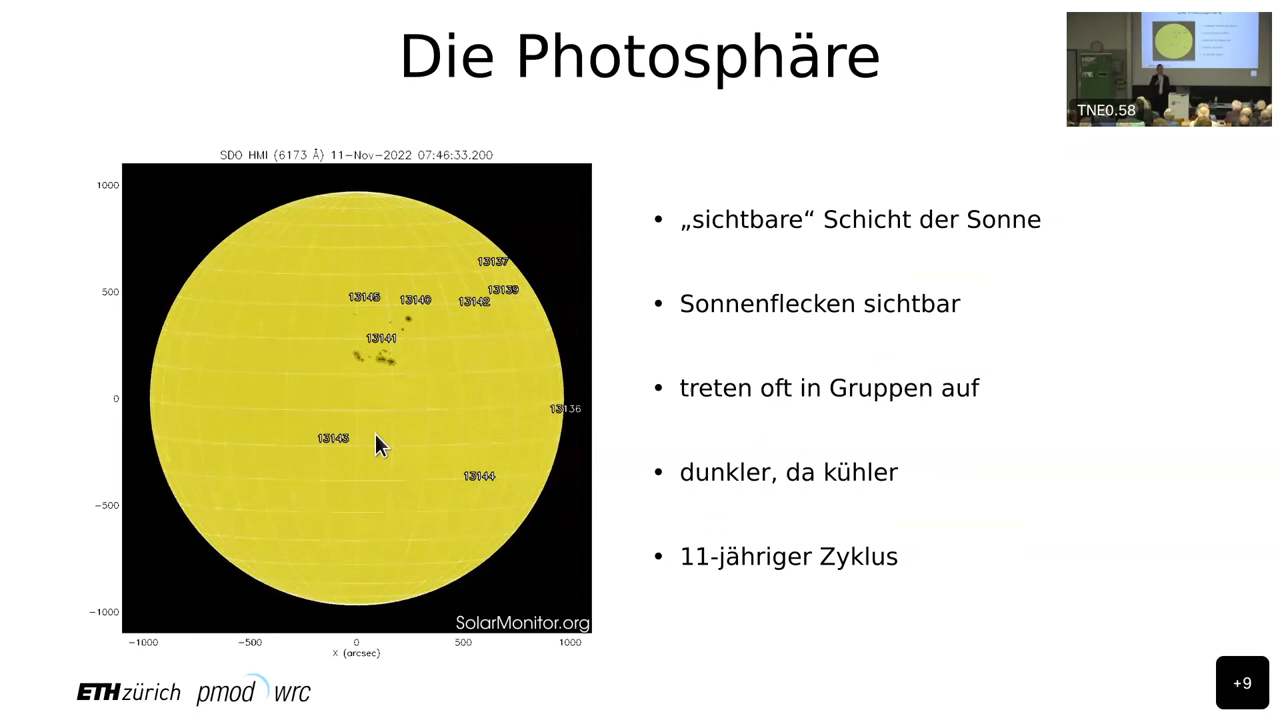 Die Photosphäre
TNE0.58
SDO HMI (6173 Å) 11-Nov-2022 07:46:33.200
1000
500
0
-500
-1000
13137
13139
13145
13140
13142
13141
13136
13143
13144
SolarMonitor.org
-1000
-500
0
500
1000
X (arcsec)
• „sichtbare“ Schicht der Sonne
• Sonnenflecken sichtbar
• treten oft in Gruppen auf
• dunkler, da kühler
• 11-jähriger Zyklus
ETH zürich pmod wrc
+9